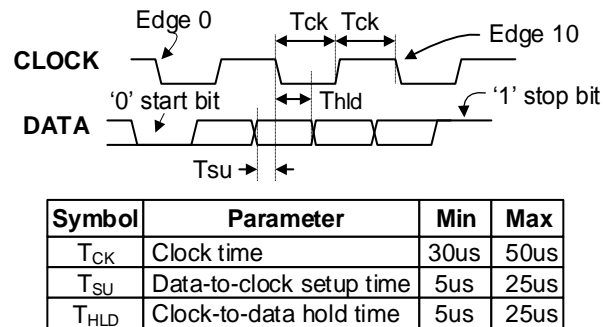 Edge 0
Tck Tck
Edge 10
CLOCK
‘0’ start bit
Thld
‘1’ stop bit
DATA
Tsu
Symbol Parameter Min Max
TCK Clock time 30us 50us
TSU Data-to-clock setup time 5us 25us
THLD Clock-to-data hold time 5us 25us